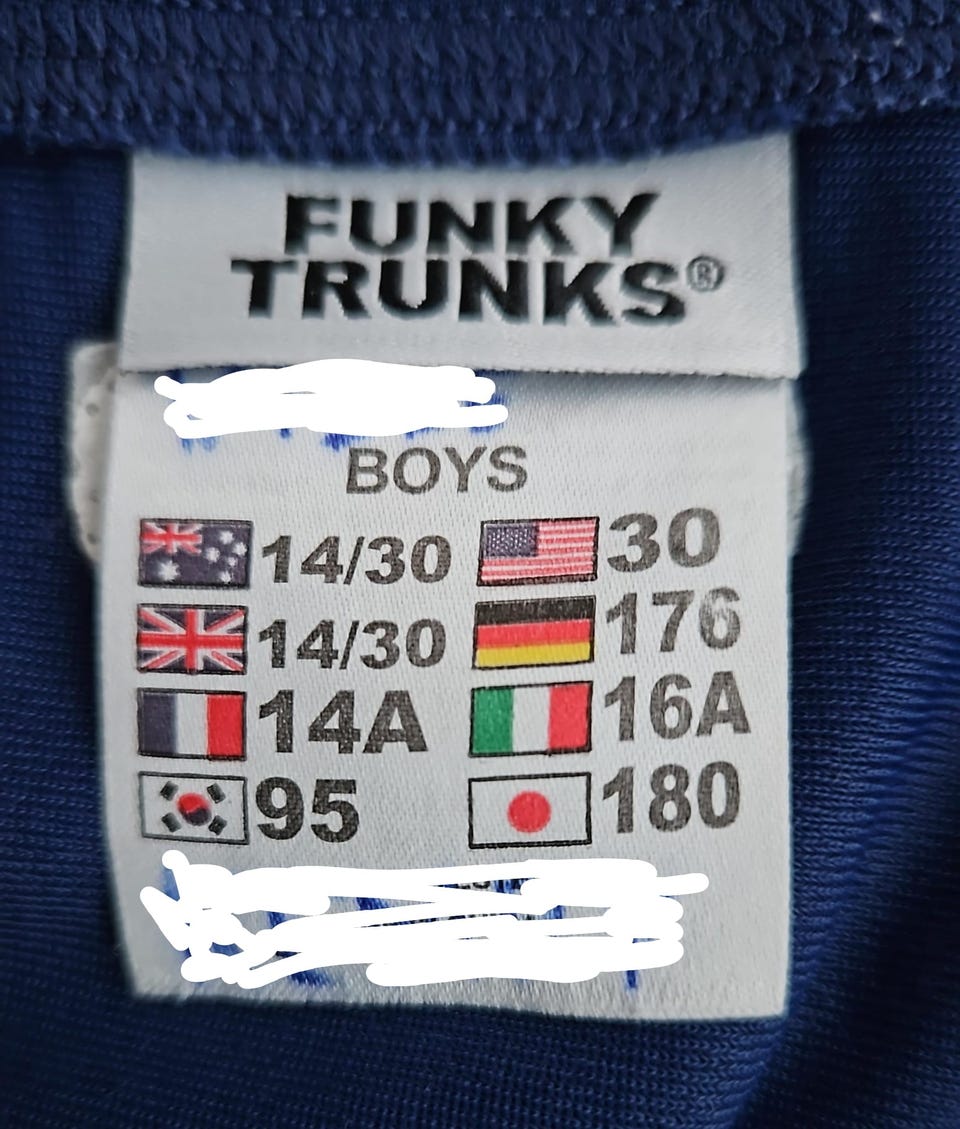 FUNKY
TRUNKS®
BOYS
14/30 30
14/30 176
14A 16A
95 180